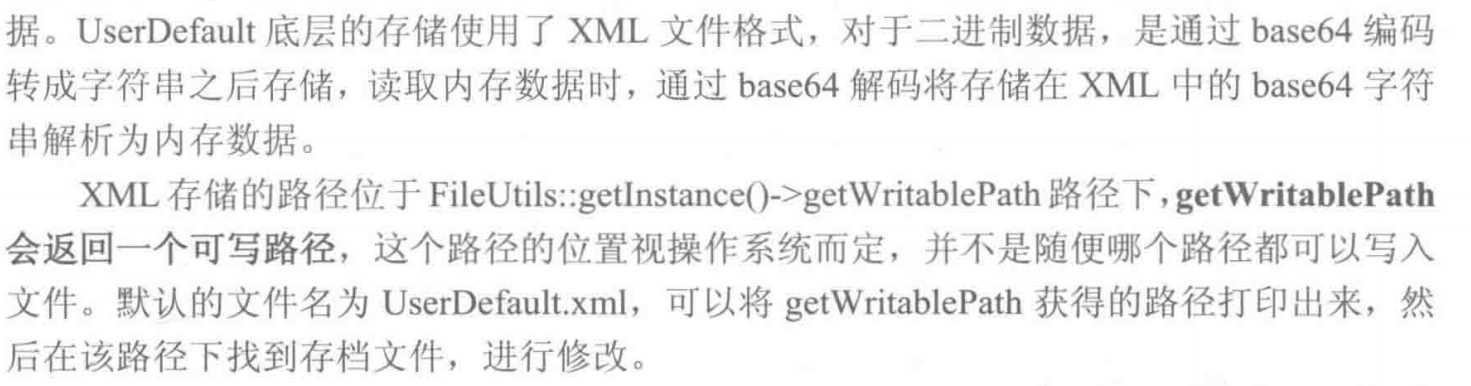 据。UserDefault 底层的存储使用了 XML 文件格式，对于二进制数据，是通过 base64 编码
转成字符串之后存储，读取内存数据时，通过 base64 解码将存储在 XML 中的 base64 字符
串解析为内存数据。
XML 存储的路径位于 FileUtils::getInstance()->getWritablePath 路径下，getWritablePath
会返回一个可写路径，这个路径的位置视操作系统而定，并不是随便哪个路径都可以写入
文件。默认的文件名为 UserDefault.xml，可以将 getWritablePath 获得的路径打印出来，然
后在该路径下找到存档文件，进行修改。